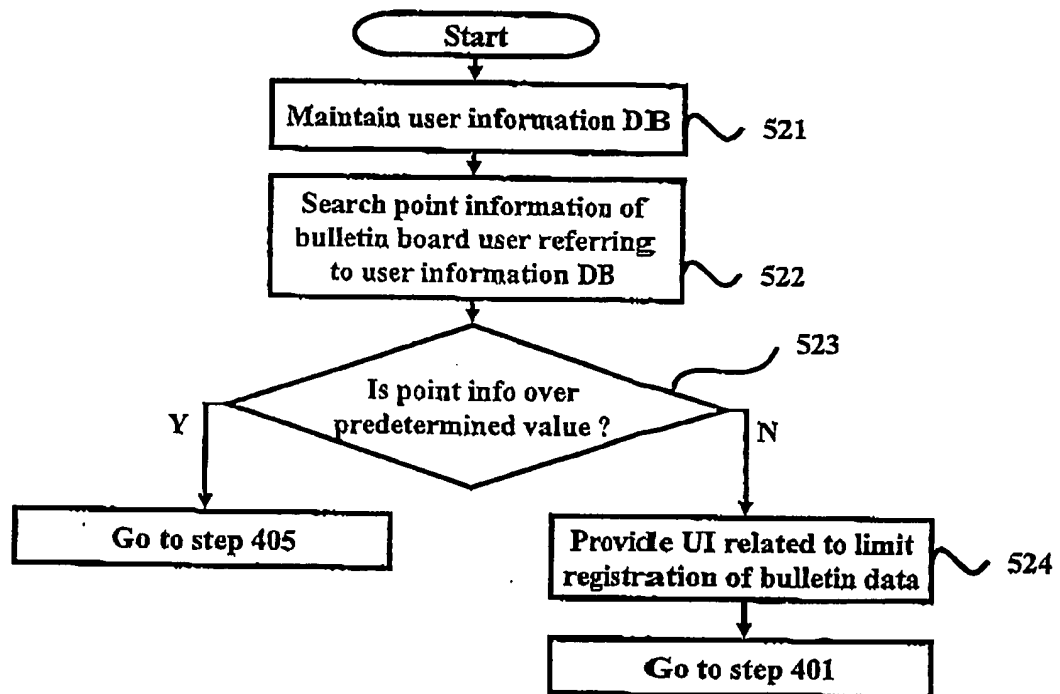 Start
Maintain user information DB
521
Search point information of
bulletin board user referring
to user information DB
522
523
Is point info over
predetermined value ?
Y
N
Go to step 405
Provide UI related to limit
registration of bulletin data
524
Go to step 401